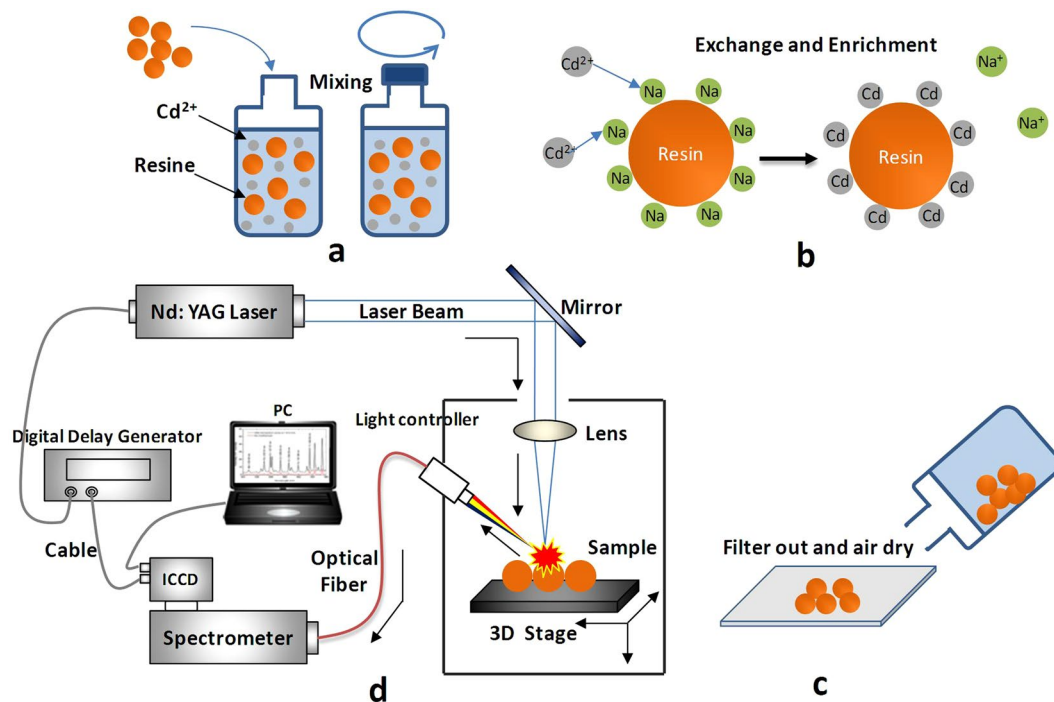 Mixing
Cd²⁺
Resine
a
Exchange and Enrichment
Cd²⁺
Cd²⁺
Na
Na
Na
Na
Na
Na
Na
Na
Resin
Cd
Cd
Cd
Cd
Cd
Cd
Cd
Cd
Resin
Na⁺
Na⁺
b
Nd: YAG Laser
Laser Beam
Mirror
PC
Light controller
Digital Delay Generator
Lens
Cable
ICCD
Optical
Fiber
Sample
Spectrometer
3D Stage
d
Filter out and air dry
c